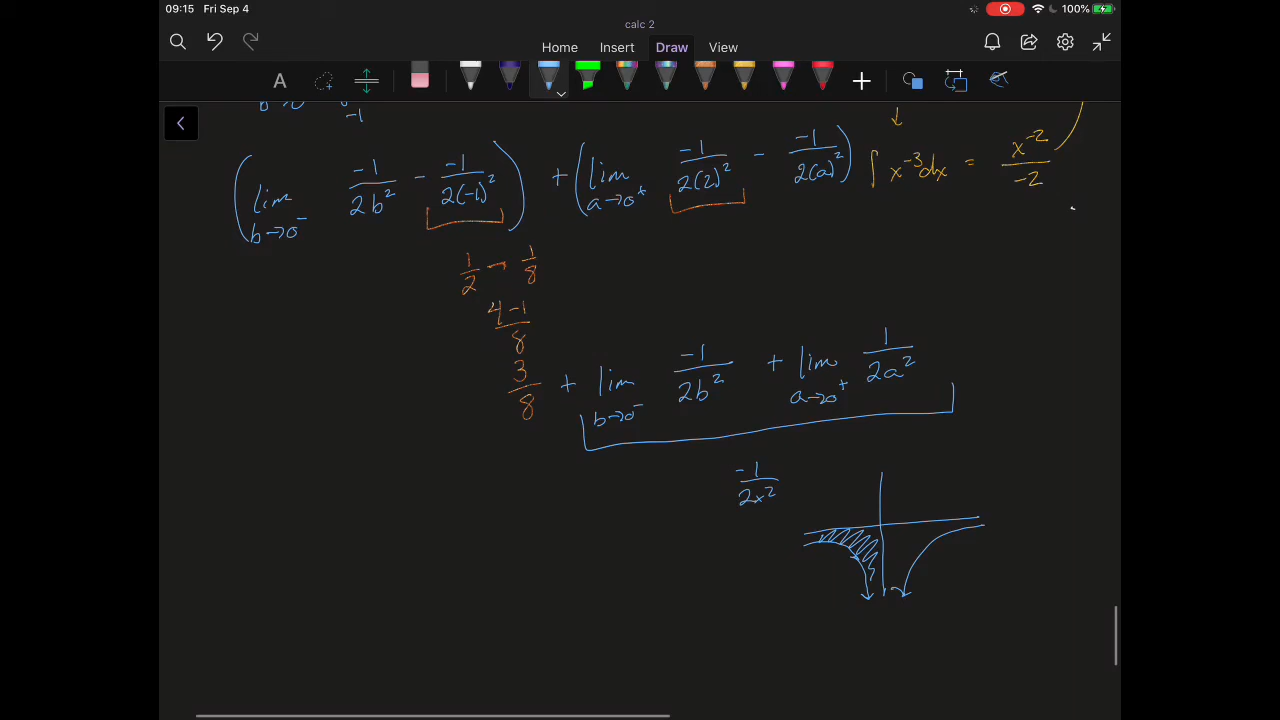 09:15 Fri Sep 4 100%
calc 2
Home Insert Draw View
A
-1
(lim b→0⁻ -1/2b² - -1/2(-1)²) + (lim a→0⁺ -1/2(2)² - -1/2(a)²) ∫ x⁻³dx = x⁻²/-2
1/2 - 1/8
4-1/8
3/8 + lim b→0⁻ -1/2b² + lim a→0⁺ 1/2a²
-1/2x²